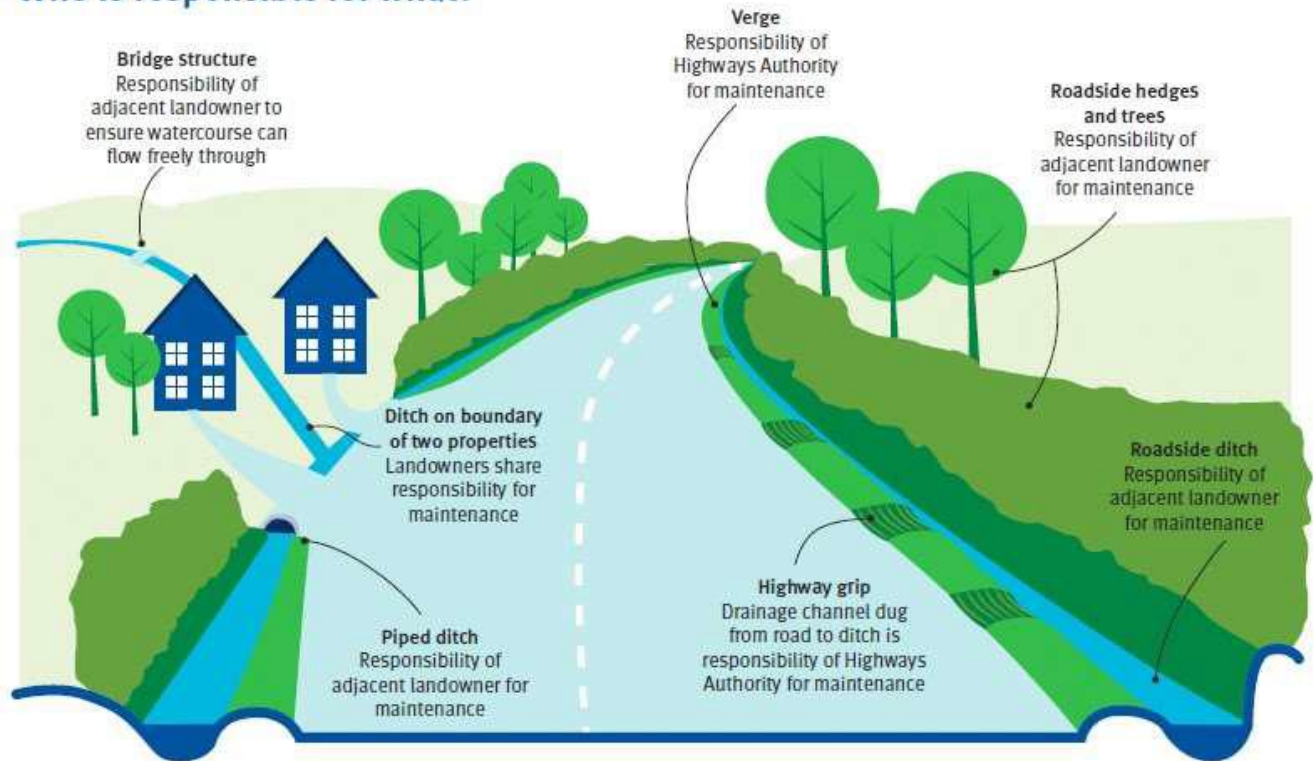 Bridge structure
Responsibility of
adjacent landowner to
ensure watercourse can
flow freely through
Verge
Responsibility of
Highways Authority
for maintenance
Roadside hedges
and trees
Responsibility of
adjacent landowner
for maintenance
Ditch on boundary
of two properties
Landowners share
responsibility for
maintenance
Roadside ditch
Responsibility of
adjacent landowner
for maintenance
Piped ditch
Responsibility of
adjacent landowner for
maintenance
Highway grip
Drainage channel dug
from road to ditch is
responsibility of Highways
Authority for maintenance